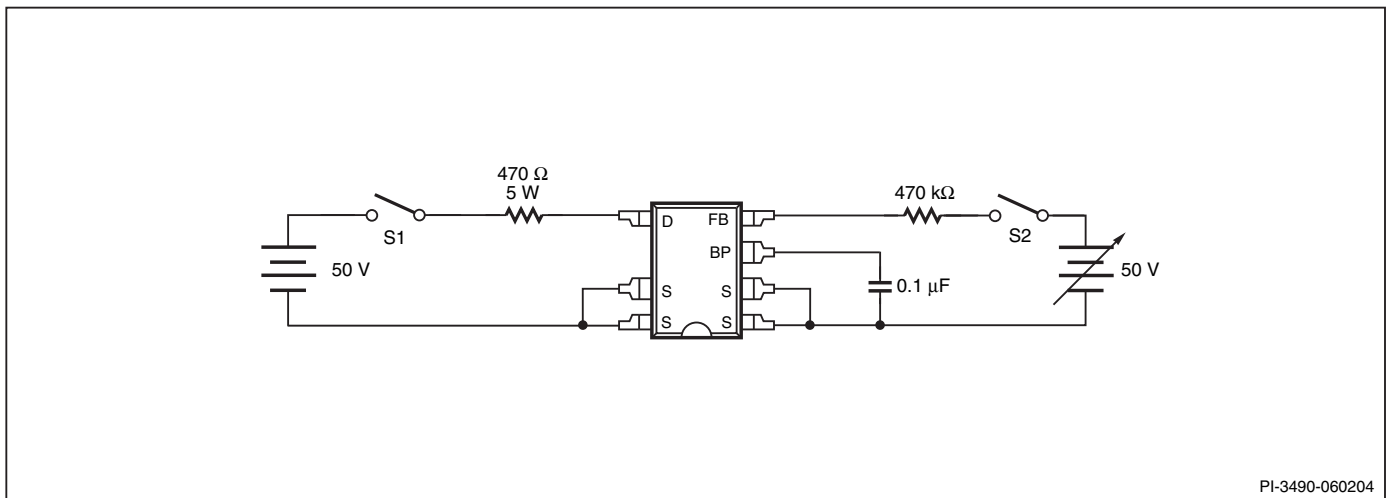 470 Ω
5 W
470 kΩ
D
FB
S1
S2
BP
50 V
50 V
0.1 µF
S
S
S
S
PI-3490-060204